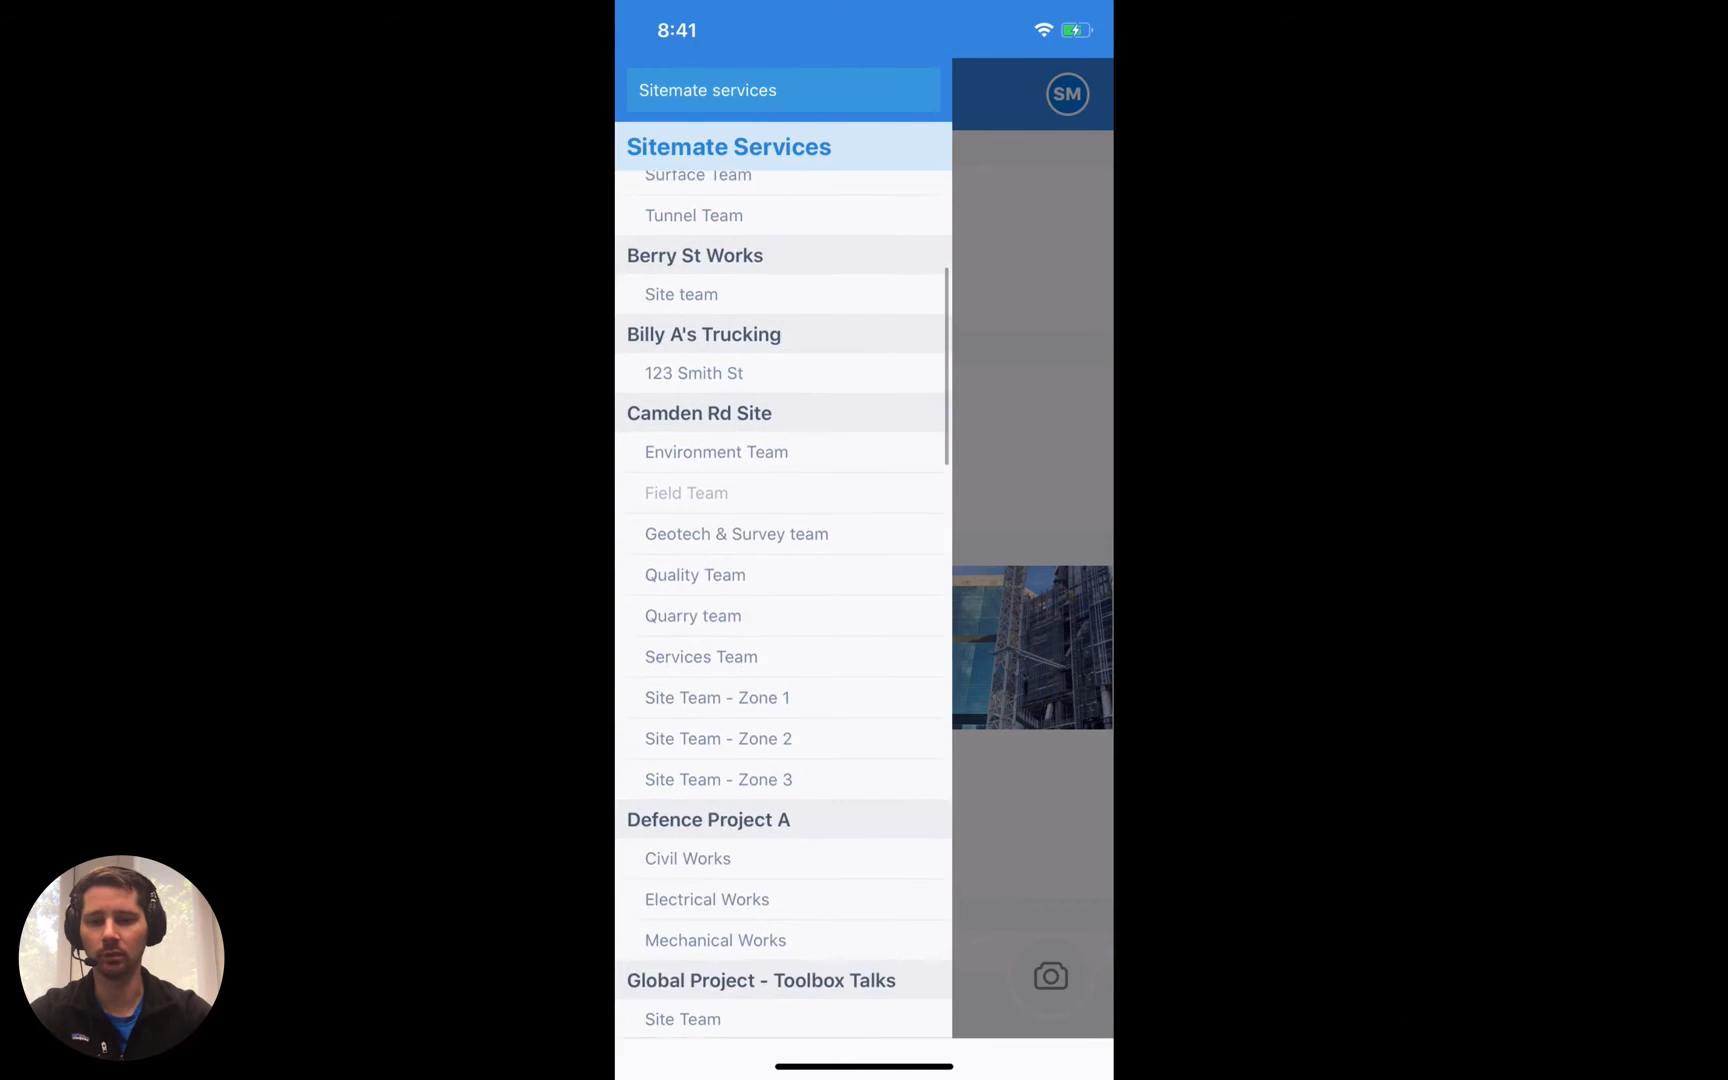 8:41
Sitemate services
SM
Sitemate Services
Surface Team
Tunnel Team
Berry St Works
Site team
Billy A's Trucking
123 Smith St
Camden Rd Site
Environment Team
Field Team
Geotech & Survey team
Quality Team
Quarry team
Services Team
Site Team - Zone 1
Site Team - Zone 2
Site Team - Zone 3
Defence Project A
Civil Works
Electrical Works
Mechanical Works
Global Project - Toolbox Talks
Site Team